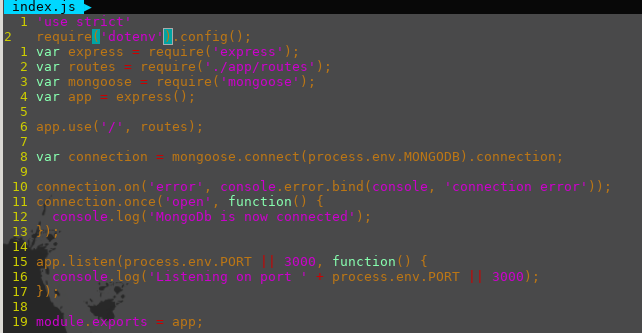 index.js
1 'use strict'
2 require('dotenv').config();
1 var express = require("express");
2 var routes = require('./app/routes');
3 var mongoose = require('mongoose');
4 var app = express();
5
6 app.use('/', routes);
7
8 var connection = mongoose.connect(process.env.MONGODB).connection;
9
10 connection.on('error', console.error.bind(console, 'connection error'));
11 connection.once('open', function() {
12 console.log('MongoDb is now connected');
13 });
14
15 app.listen(process.env.PORT || 3000, function() {
16 console.log("Listening on port " + process.env.PORT || 3000);
17 });
18
19 module.exports = app;